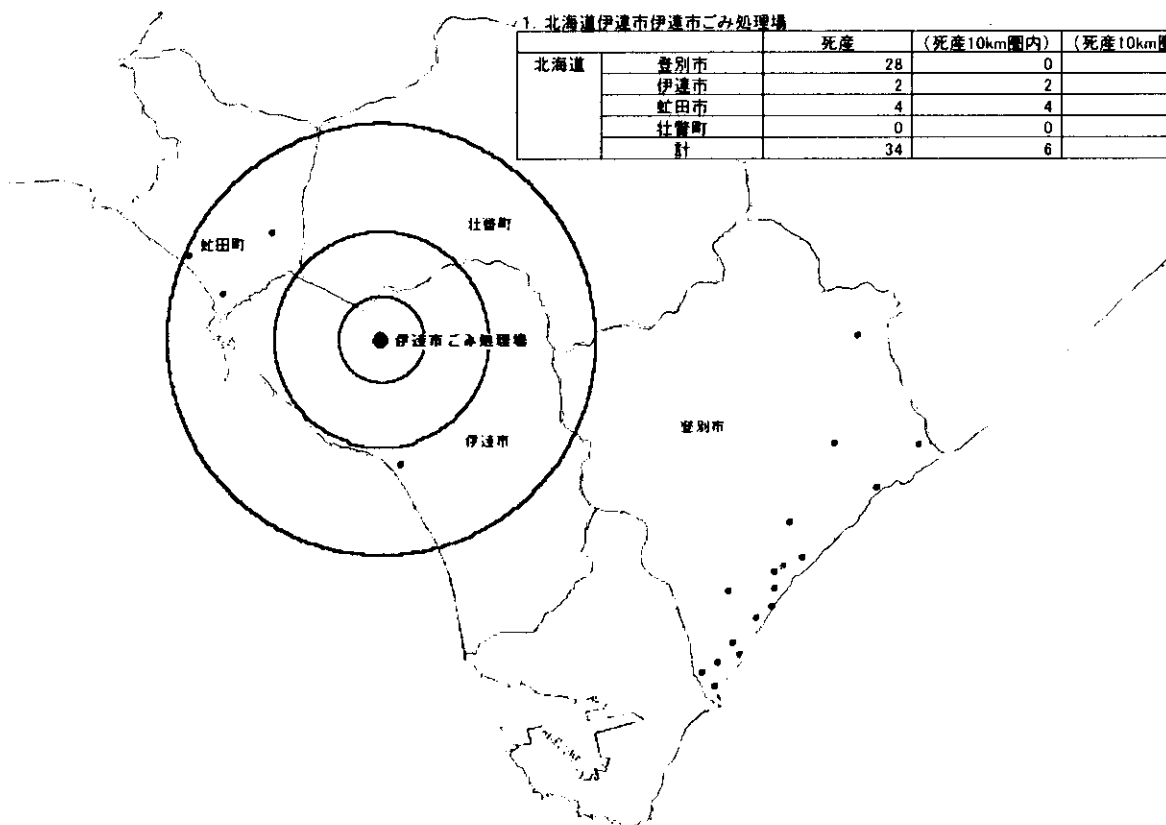 1. 北海道伊達市伊達市ごみ処理場
死産 (死産10km圏内) (死産10km圏
北海道 登別市 28 0
伊達市 2 2
虻田市 4 4
壮瞥町 0 0
計 34 6
壮瞥町
虻田町
伊達市ごみ処理場
登別市
伊達市